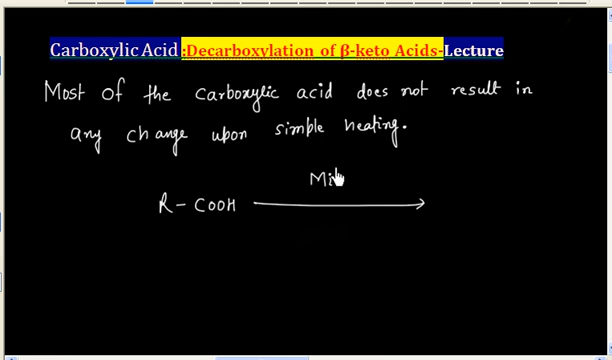 Carboxylic Acid :Decarboxylation of β-keto Acids-Lecture
Most of the carboxylic acid does not result in
any change upon simple heating.
Mi
R - COOH